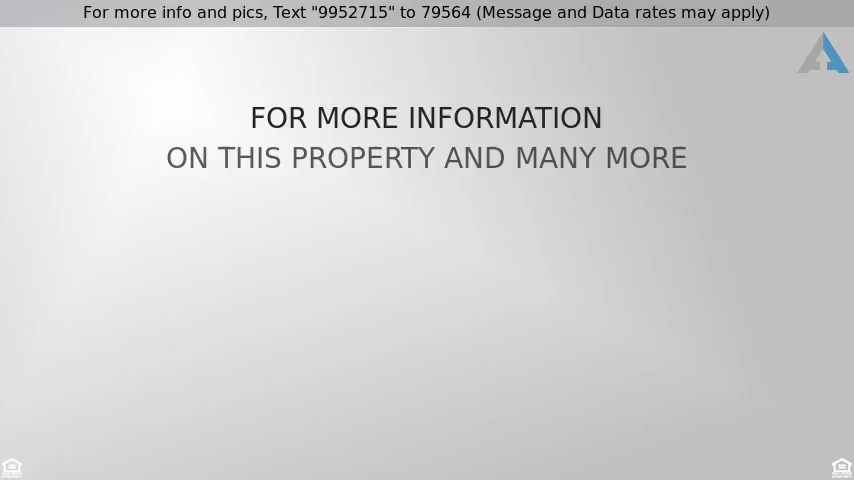 For more info and pics, Text "9952715" to 79564 (Message and Data rates may apply)
FOR MORE INFORMATION
ON THIS PROPERTY AND MANY MORE